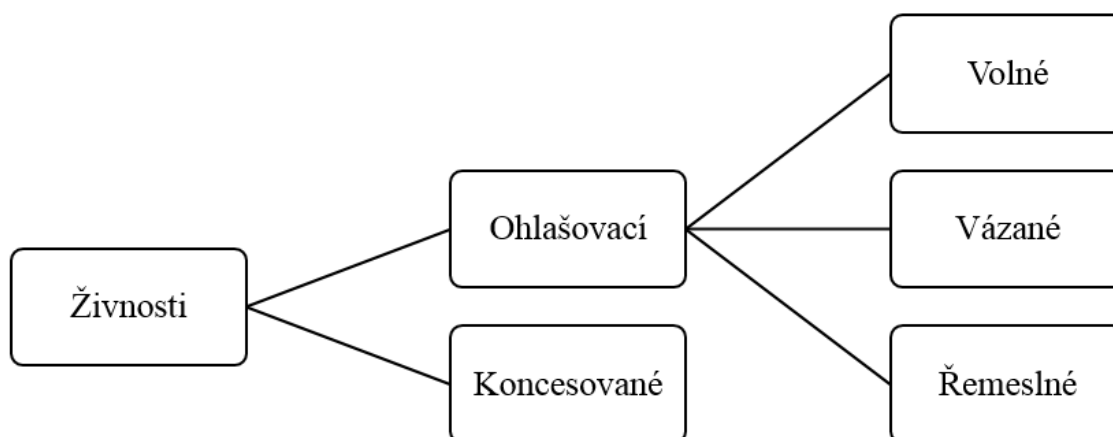 Živnosti
Ohlašovací
Koncesované
Volné
Vázané
Řemeslné